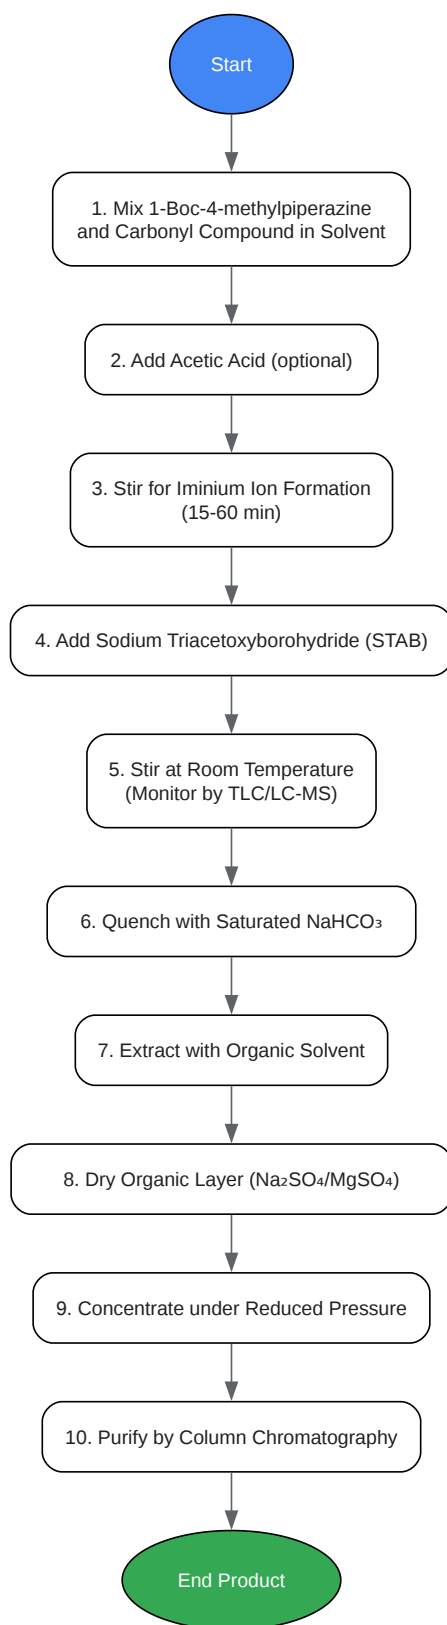 Start
1. Mix 1-Boc-4-methylpiperazine
and Carbonyl Compound in Solvent
2. Add Acetic Acid (optional)
3. Stir for Iminium Ion Formation
(15-60 min)
4. Add Sodium Triacetoxyborohydride (STAB)
5. Stir at Room Temperature
(Monitor by TLC/LC-MS)
6. Quench with Saturated NaHCO₃
7. Extract with Organic Solvent
8. Dry Organic Layer (Na₂SO₄/MgSO₄)
9. Concentrate under Reduced Pressure
10. Purify by Column Chromatography
End Product